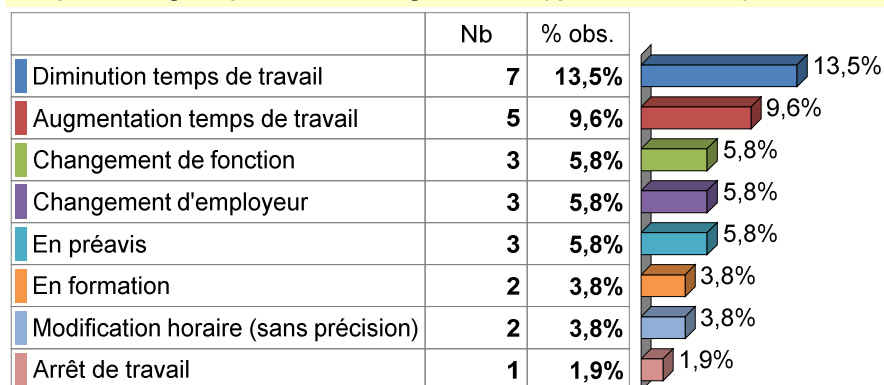 Nb % obs.
Diminution temps de travail 7 13,5% 13,5%
Augmentation temps de travail 5 9,6% 9,6%
Changement de fonction 3 5,8% 5,8%
Changement d'employeur 3 5,8% 5,8%
En préavis 3 5,8% 5,8%
En formation 2 3,8% 3,8%
Modification horaire (sans précision) 2 3,8% 3,8%
Arrêt de travail 1 1,9% 1,9%